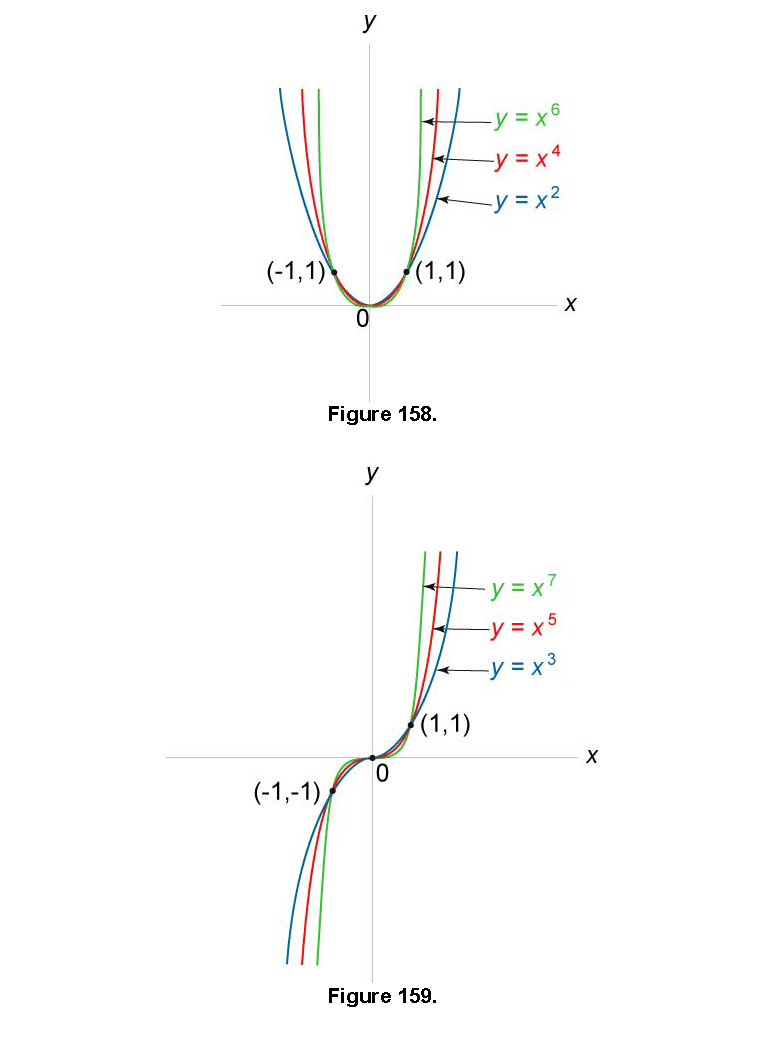 y
y = x⁶
y = x⁴
y = x²
(-1,1) (1,1)
x
0
Figure 158.
y
y = x⁷
y = x⁵
y = x³
(1,1)
x
0
(-1,-1)
Figure 159.